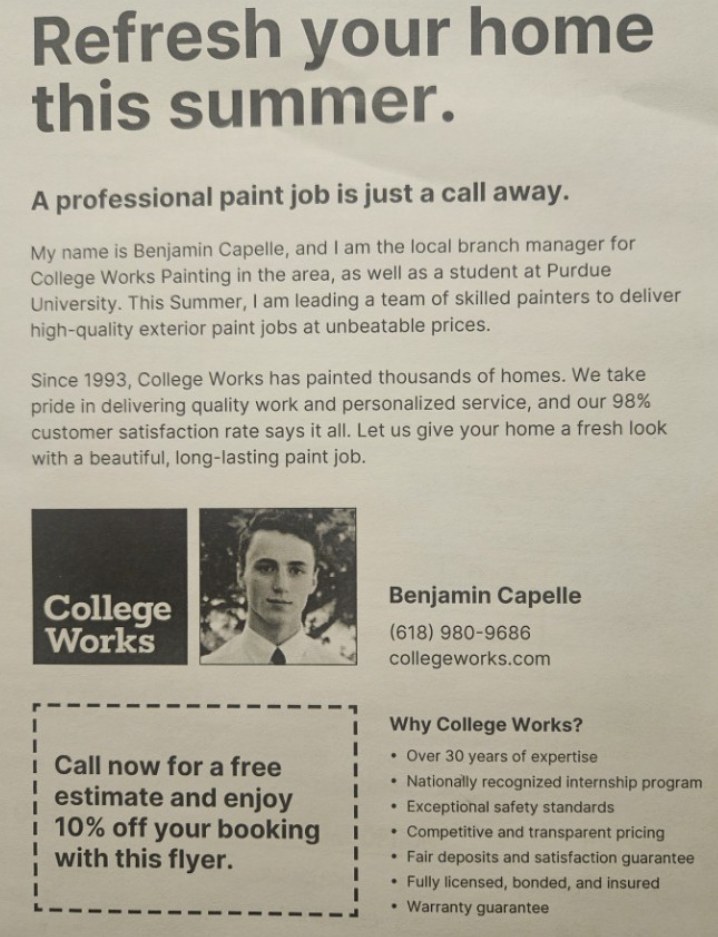 Refresh your home
this summer.
A professional paint job is just a call away.
My name is Benjamin Capelle, and I am the local branch manager for
College Works Painting in the area, as well as a student at Purdue
University. This Summer, I am leading a team of skilled painters to deliver
high-quality exterior paint jobs at unbeatable prices.
Since 1993, College Works has painted thousands of homes. We take
pride in delivering quality work and personalized service, and our 98%
customer satisfaction rate says it all. Let us give your home a fresh look
with a beautiful, long-lasting paint job.
College
Works
Benjamin Capelle
(618) 980-9686
collegeworks.com
Call now for a free
estimate and enjoy
10% off your booking
with this flyer.
Why College Works?
• Over 30 years of expertise
• Nationally recognized internship program
• Exceptional safety standards
• Competitive and transparent pricing
• Fair deposits and satisfaction guarantee
• Fully licensed, bonded, and insured
• Warranty guarantee